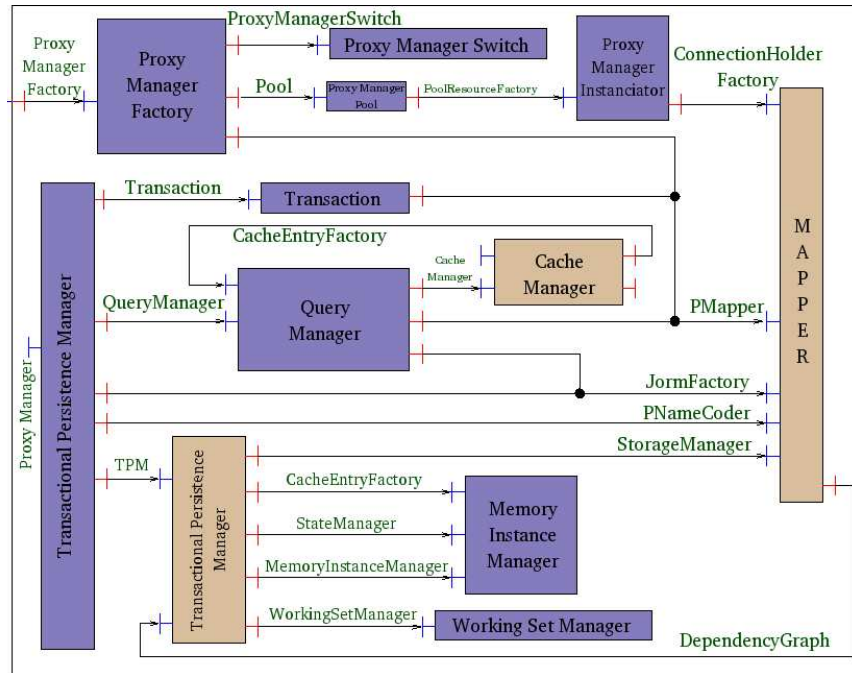 ProxyManagerSwitch
Proxy
Manager
Factory
Proxy
Manager
Factory
Proxy Manager Switch
Pool
Proxy Manager
Pool
PoolResourceFactory
Proxy
Manager
Instanciator
ConnectionHolder
Factory
Transaction
Transaction
CacheEntryFactory
Cache
Manager
Cache
Manager
QueryManager
Query
Manager
PMapper
MAPPER
Proxy Manager
Transactional Persistence Manager
JormFactory
PNameCoder
StorageManager
TPM
Transactional Persistence
Manager
CacheEntryFactory
StateManager
MemoryInstanceManager
Memory
Instance
Manager
WorkingSetManager
Working Set Manager
DependencyGraph